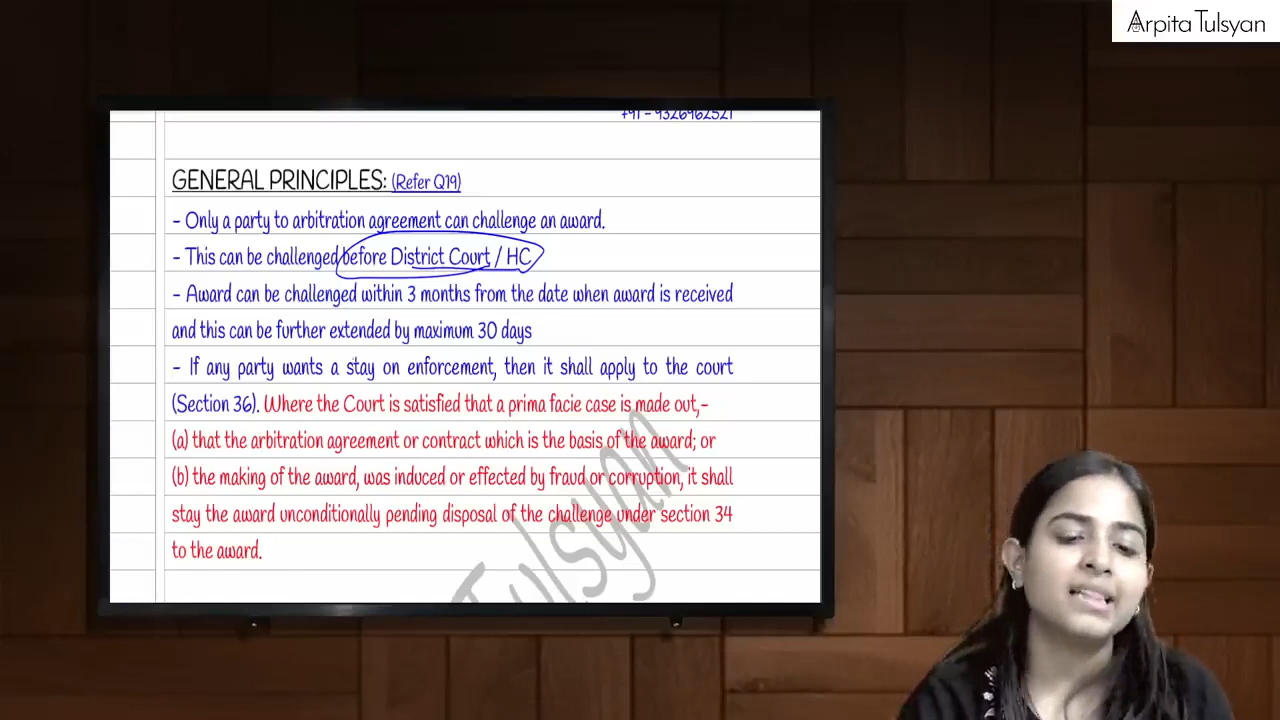 Arpita Tulsyan
+91 - 9326962521
GENERAL PRINCIPLES: (Refer Q19)
- Only a party to arbitration agreement can challenge an award.
- This can be challenged before District Court / HC
- Award can be challenged within 3 months from the date when award is received
and this can be further extended by maximum 30 days
- If any party wants a stay on enforcement, then it shall apply to the court
(Section 36). Where the Court is satisfied that a prima facie case is made out,-
(a) that the arbitration agreement or contract which is the basis of the award; or
(b) the making of the award, was induced or effected by fraud or corruption, it shall
stay the award unconditionally pending disposal of the challenge under section 34
to the award.
Tulsyan